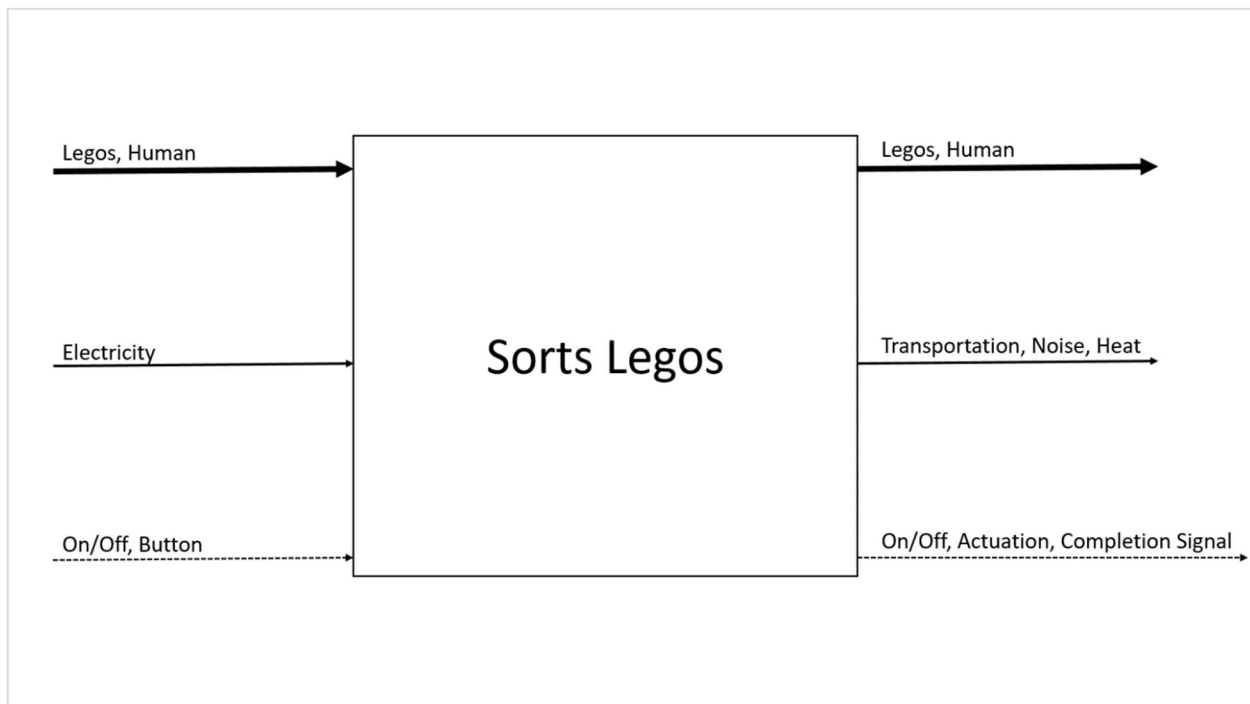 Legos, Human
Legos, Human
Electricity
Sorts Legos
Transportation, Noise, Heat
On/Off, Button
On/Off, Actuation, Completion Signal